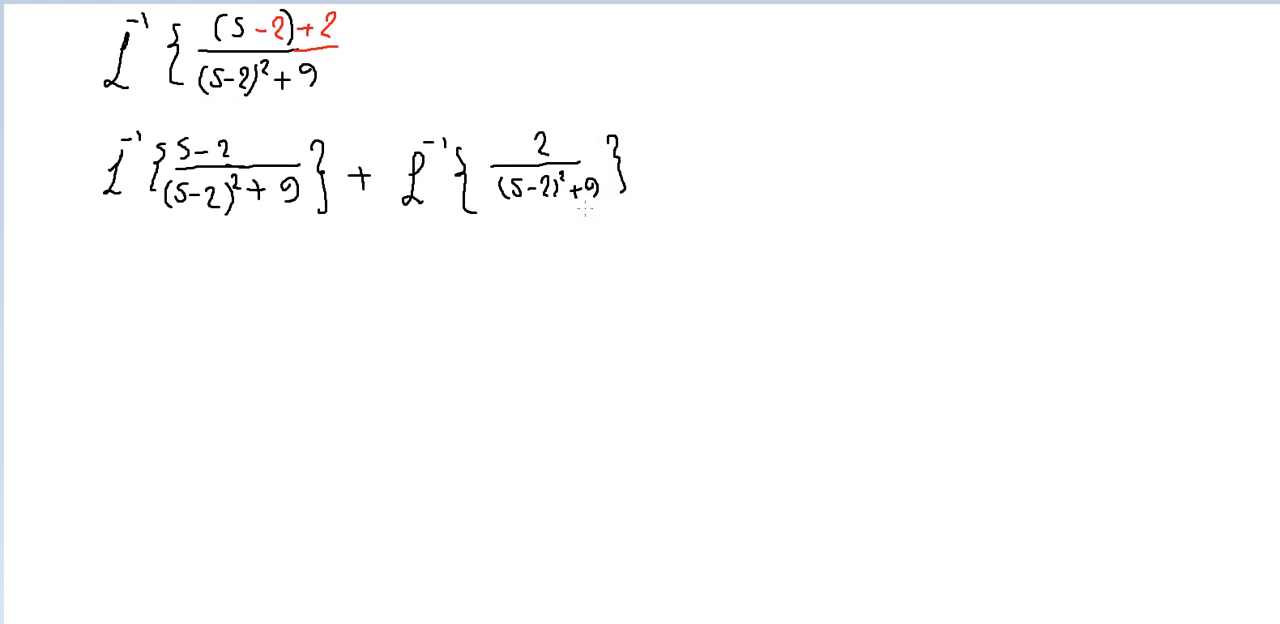 ℒ⁻¹ { ((s - 2) + 2) / ((s-2)² + 9)
ℒ⁻¹ { (s - 2) / ((s-2)² + 9) } + ℒ⁻¹ { 2 / ((s-2)² + 9) }